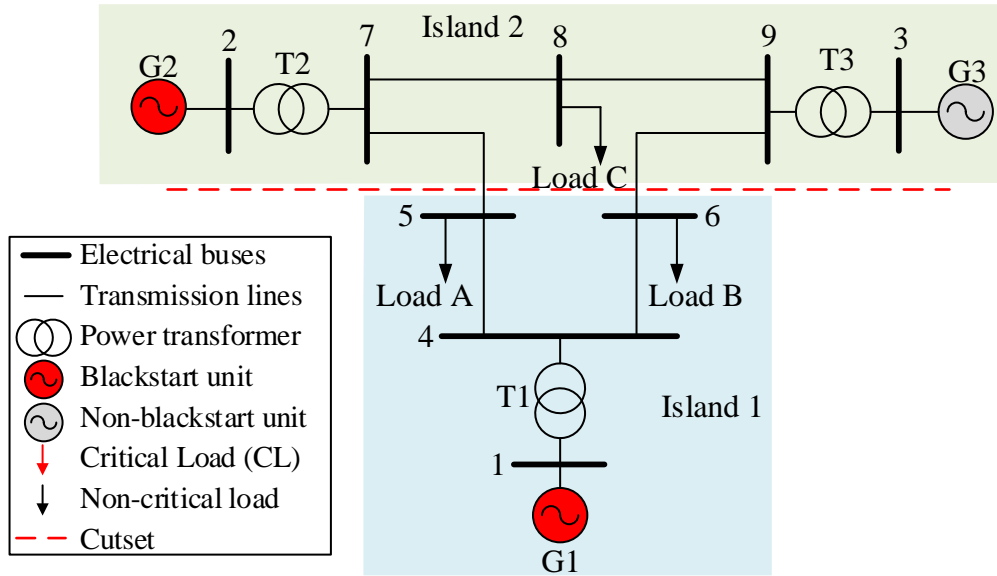 Island 2
2
7
8
9
3
G2
T2
T3
G3
Load C
5
6
Load A
Load B
4
T1
Island 1
1
G1
Electrical buses
Transmission lines
Power transformer
Blackstart unit
Non-blackstart unit
Critical Load (CL)
Non-critical load
Cutset